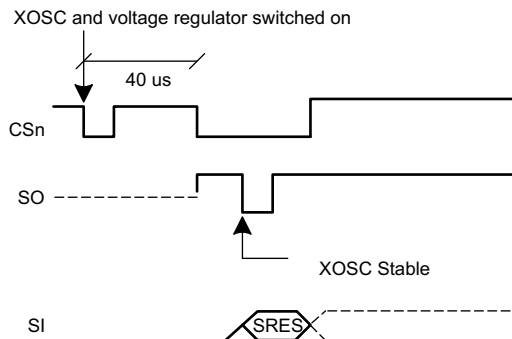 XOSC and voltage regulator switched on
40 us
CSn
SO
XOSC Stable
SI
SRES